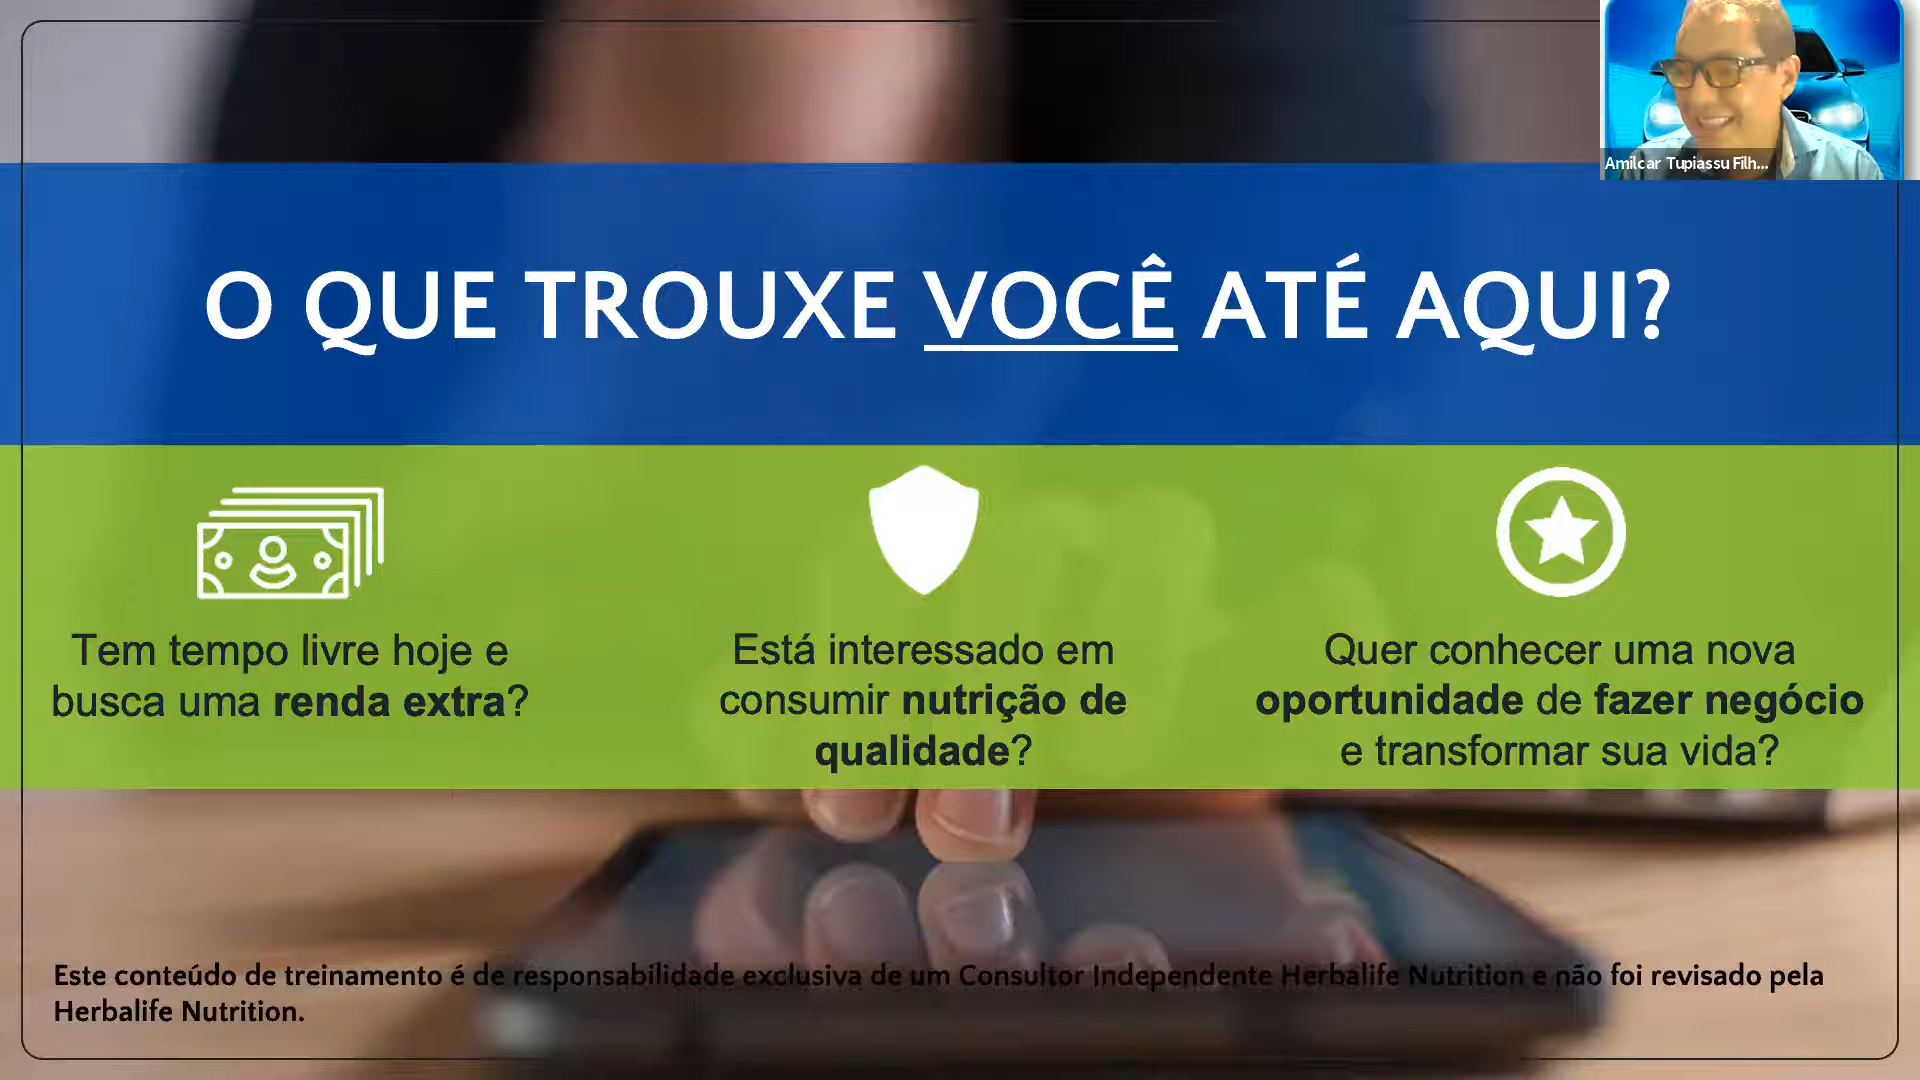 Amilcar Tupiassu Filh...
O QUE TROUXE VOCÊ ATÉ AQUI?
Tem tempo livre hoje e
busca uma renda extra?
Está interessado em
consumir nutrição de
qualidade?
Quer conhecer uma nova
oportunidade de fazer negócio
e transformar sua vida?
Este conteúdo de treinamento é de responsabilidade exclusiva de um Consultor Independente Herbalife Nutrition e não foi revisado pela
Herbalife Nutrition.